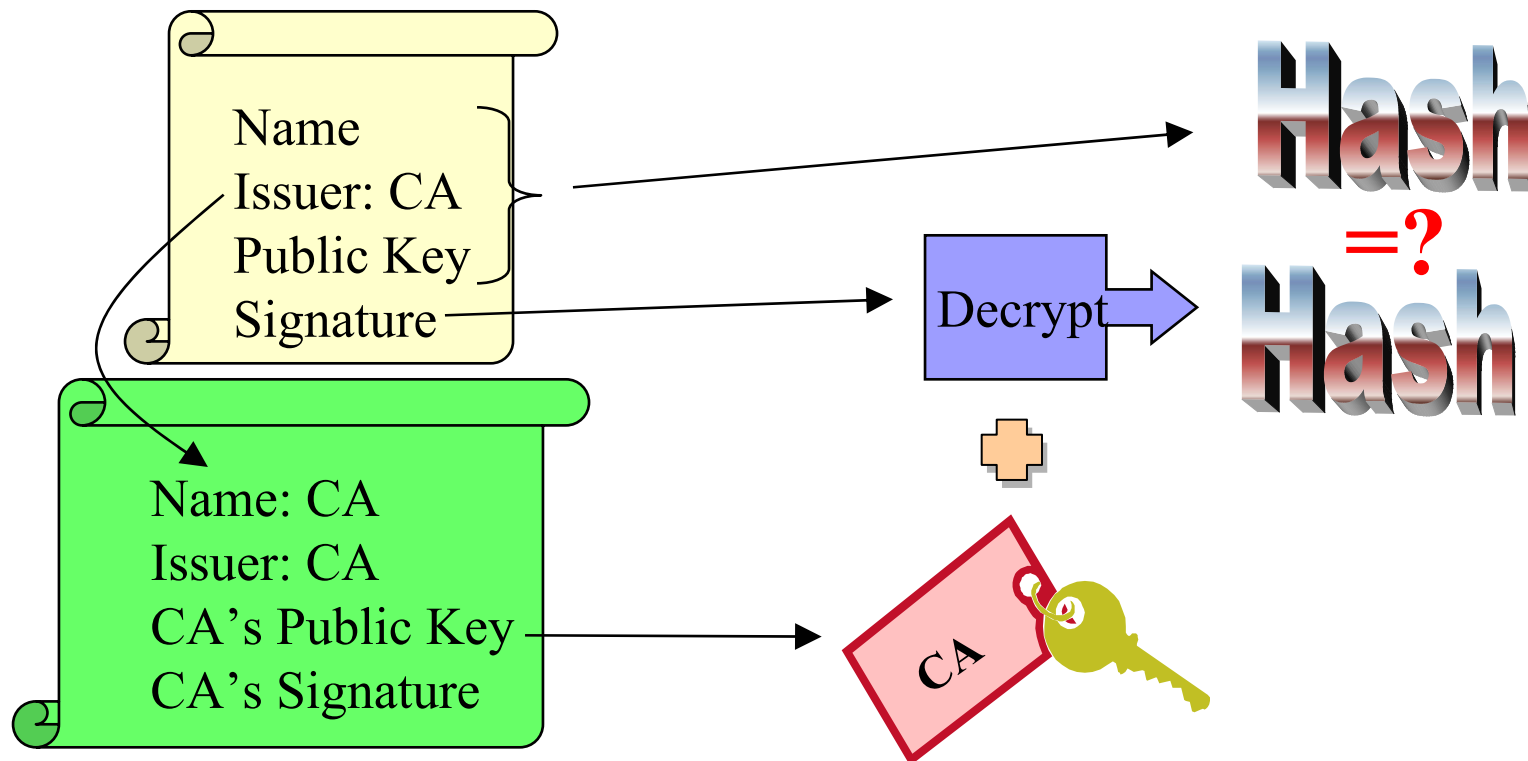 Name
Issuer: CA
Public Key
Signature
Hash
=?
Decrypt
Hash
Name: CA
Issuer: CA
CA’s Public Key
CA’s Signature
CA